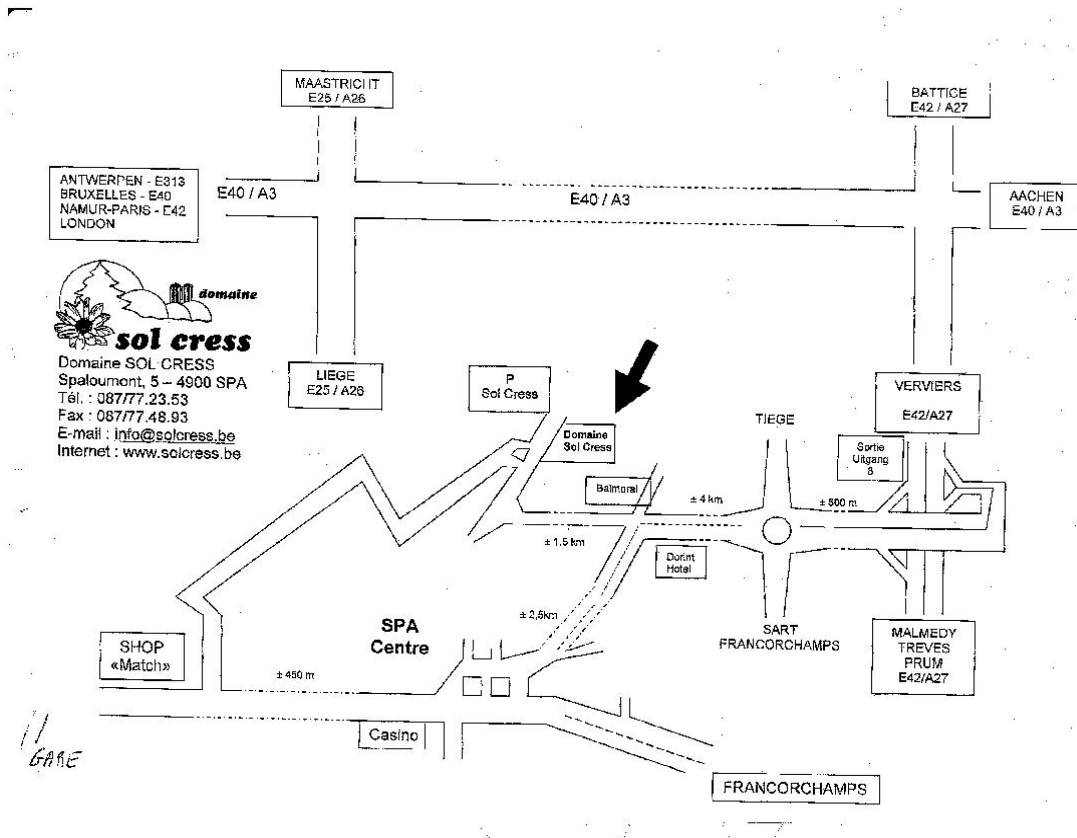 MAASTRICHT
E25 / A26
BATTICE
E42 / A27
ANTWERPEN - E313
BRUXELLES - E40
NAMUR-PARIS - E42
LONDON
E40 / A3
E40 / A3
AACHEN
E40 / A3
domaine
sol cress
Domaine SOL CRESS
Spaloumont, 5 – 4900 SPA
Tél. : 087/77.23.53
Fax : 087/77.48.93
E-mail : info@solcress.be
Internet : www.solcress.be
LIEGE
E25 / A26
P
Sol Cress
Domaine
Sol Cress
TIEGE
VERVIERS
E42/A27
Sortie
Uitgang
8
Balmoral
± 4 km
± 500 m
± 1.5 km
Dorint
Hotel
± 2,5km
SPA
Centre
SART
FRANCORCHAMPS
MALMEDY
TREVES
PRUM
E42/A27
SHOP
«Match»
± 450 m
Casino
GARE
FRANCORCHAMPS